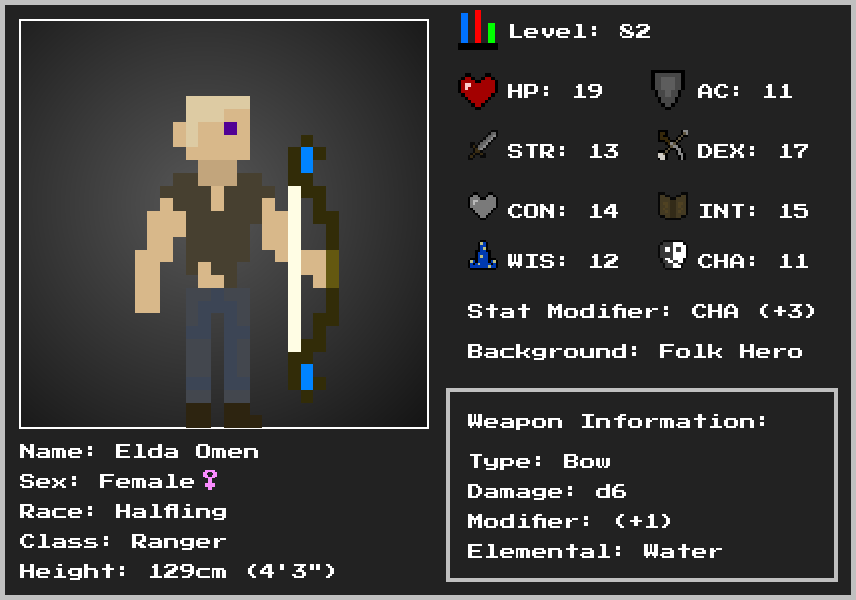 Level: 82
HP: 19 AC: 11
STR: 13 DEX: 17
CON: 14 INT: 15
WIS: 12 CHA: 11
Stat Modifier: CHA (+3)
Background: Folk Hero
Weapon Information:
Type: Bow
Damage: d6
Modifier: (+1)
Elemental: Water
Name: Elda Omen
Sex: Female♀
Race: Halfling
Class: Ranger
Height: 129cm (4'3")